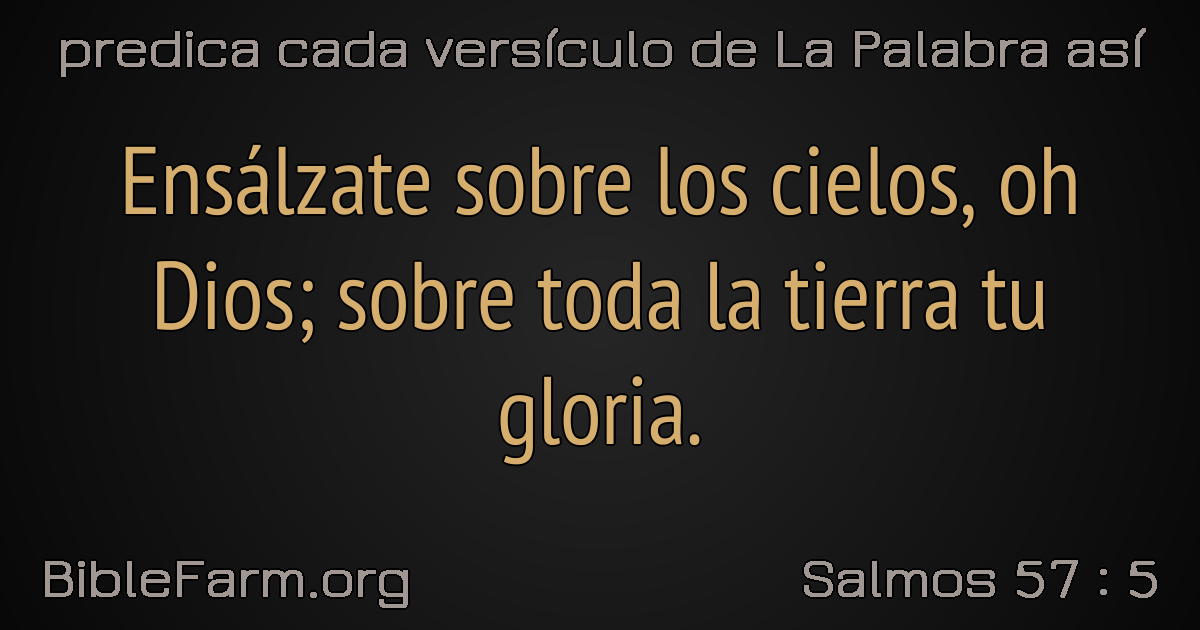 predica cada versículo de La Palabra así
Ensálzate sobre los cielos, oh
Dios; sobre toda la tierra tu
gloria.
BibleFarm.org
Salmos 57 : 5